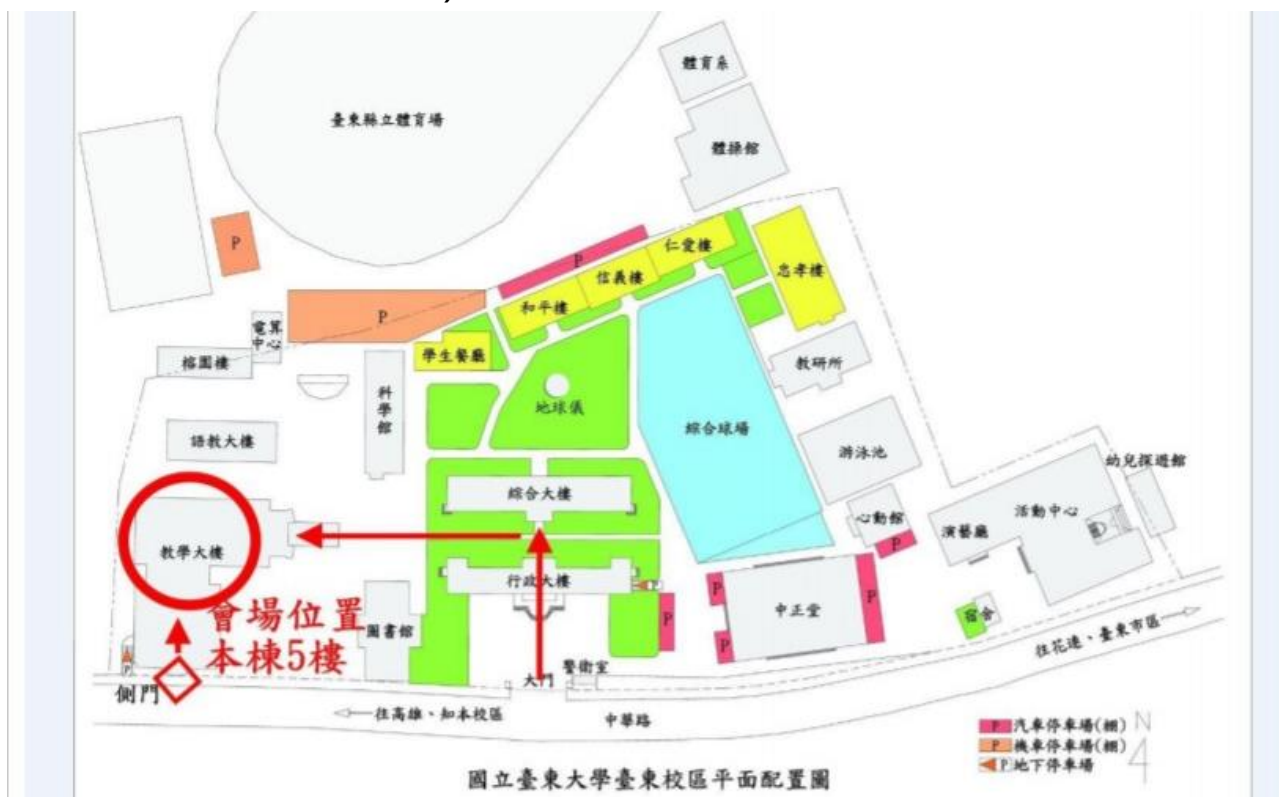 體育系
臺東縣立體育場
體操館
P
仁愛樓
P
信義樓
忠孝樓
和平樓
P
電算
中心
學生餐廳
榕園樓
教研所
科學館
地球儀
綜合球場
語教大樓
游泳池
幼兒探遊館
綜合大樓
心動館
活動中心
演藝廳
教學大樓
行政大樓
P
P
中正堂
P
會場位置
圖書館
P
宿舍
本棟5樓
P
往花蓮、臺東市區
警衛室
P
大門
側門
往高雄、知本校區
中華路
N
P 汽車停車場(棚)
P 機車停車場(棚)
P 地下停車場
國立臺東大學臺東校區平面配置圖